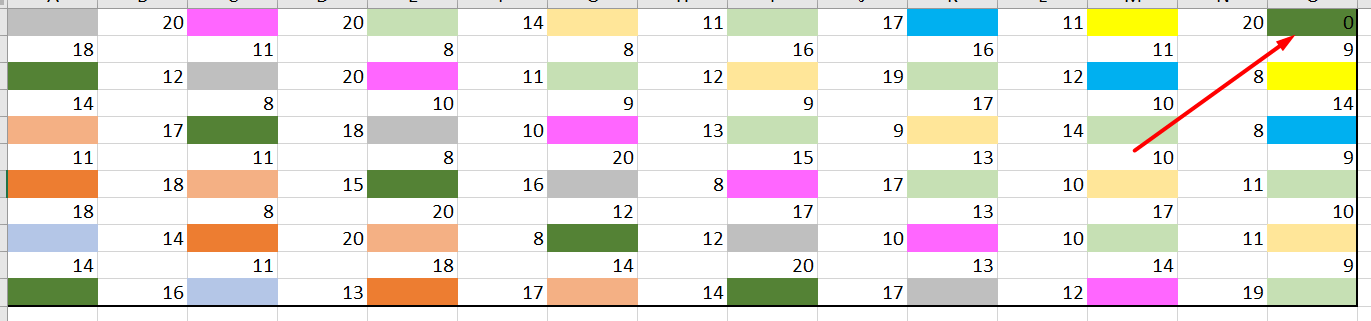 20 20 14 11 17 11 20 0
18 11 8 8 16 16 11 9
12 20 11 12 19 12 8
14 8 10 9 9 17 10 14
17 18 10 13 9 14 8
11 11 8 20 15 13 10 9
18 15 16 8 17 10 11
18 8 20 12 17 13 17 10
14 20 8 12 10 10 11
14 11 18 14 20 13 14 9
16 13 17 14 17 12 19